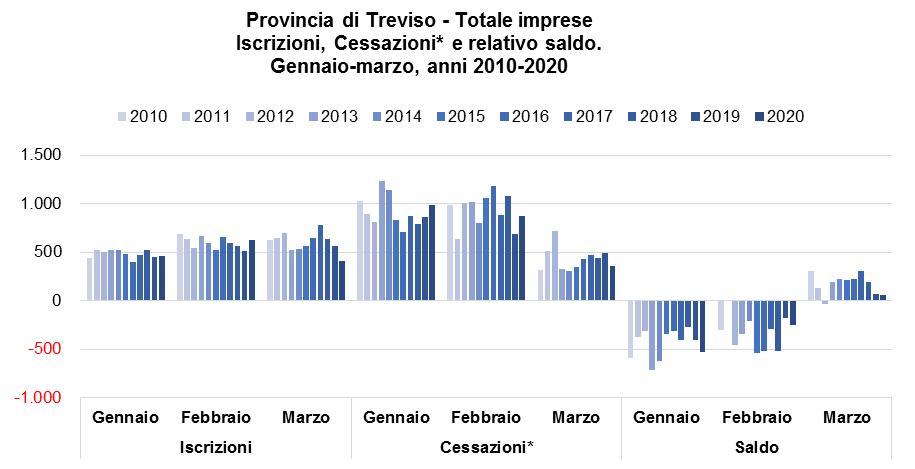 Provincia di Treviso - Totale imprese
Iscrizioni, Cessazioni* e relativo saldo.
Gennaio-marzo, anni 2010-2020
2010 2011 2012 2013 2014 2015 2016 2017 2018 2019 2020
1.500
1.000
500
0
-500
-1.000
Gennaio Febbraio Marzo Gennaio Febbraio Marzo Gennaio Febbraio Marzo
Iscrizioni Cessazioni* Saldo